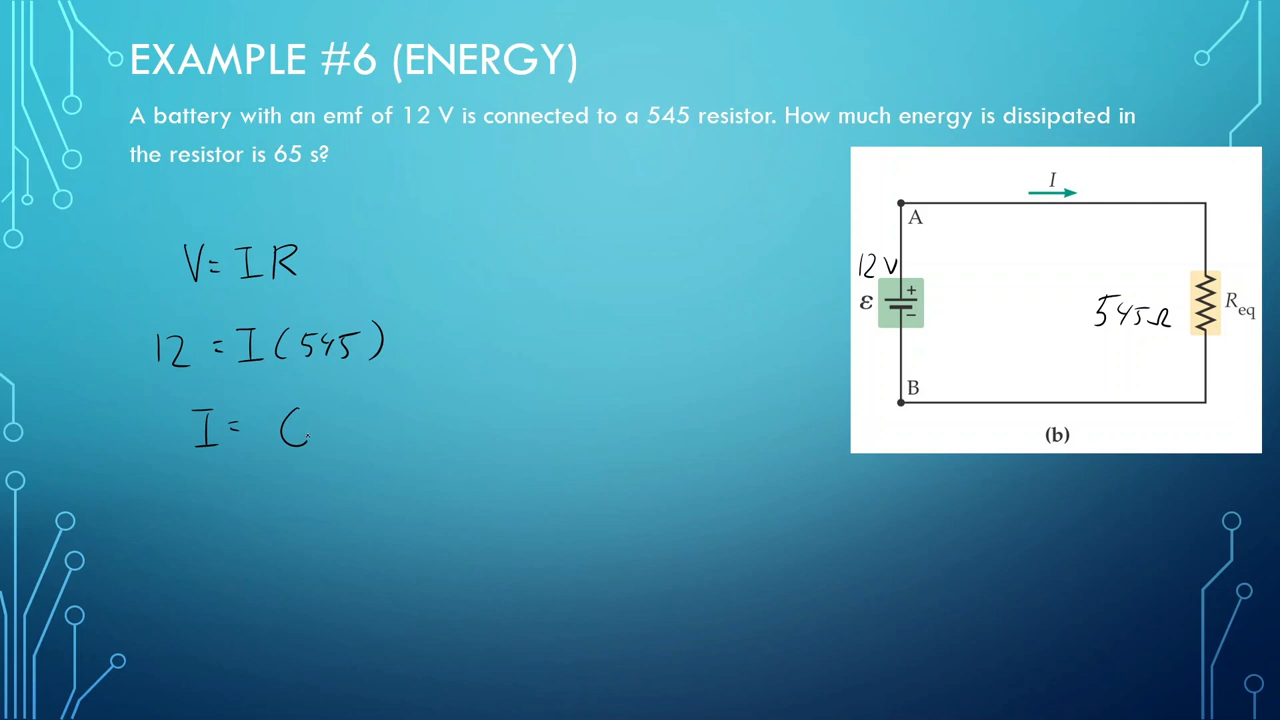 EXAMPLE #6 (ENERGY)
A battery with an emf of 12 V is connected to a 545 resistor. How much energy is dissipated in
the resistor is 65 s?
V = I R
12 = I ( 545 )
I =
I
A
12 V
+
ε
−
545Ω
Req
B
(b)